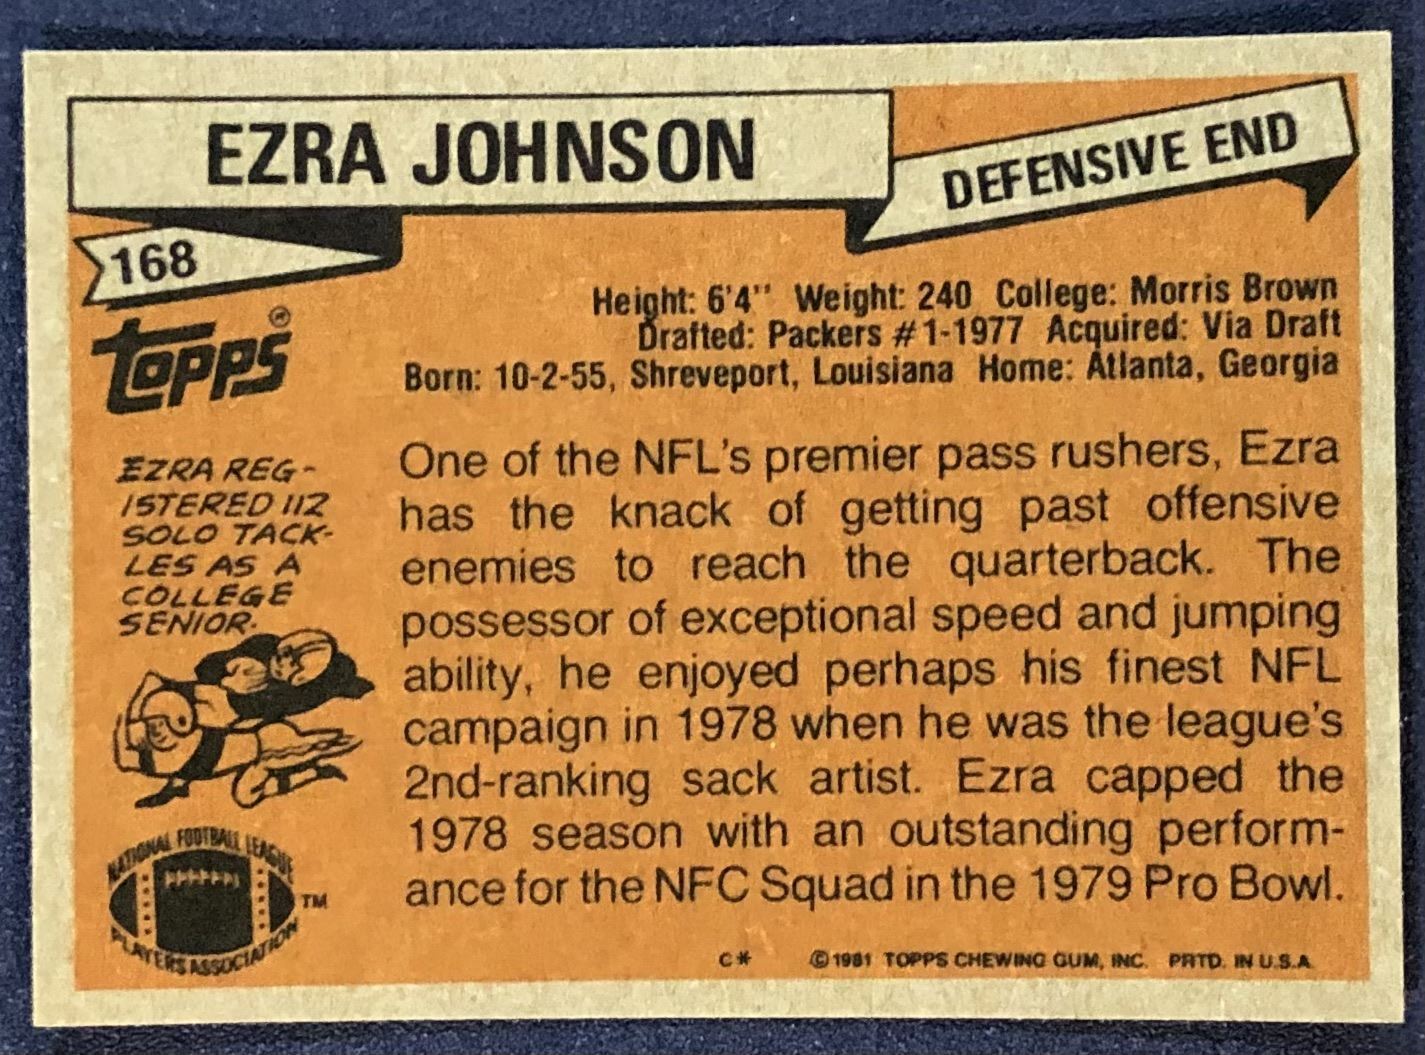 EZRA JOHNSON
DEFENSIVE END
168
Topps®
Height: 6'4'' Weight: 240 College: Morris Brown
Drafted: Packers #1-1977 Acquired: Via Draft
Born: 10-2-55, Shreveport, Louisiana Home: Atlanta, Georgia
EZRA REG-
ISTERED 112
SOLO TACK-
LES AS A
COLLEGE
SENIOR.
One of the NFL's premier pass rushers, Ezra
has the knack of getting past offensive
enemies to reach the quarterback. The
possessor of exceptional speed and jumping
ability, he enjoyed perhaps his finest NFL
campaign in 1978 when he was the league's
2nd-ranking sack artist. Ezra capped the
1978 season with an outstanding perform-
ance for the NFC Squad in the 1979 Pro Bowl.
NATIONAL FOOTBALL LEAGUE
PLAYERS ASSOCIATION
TM
C* ©1981 TOPPS CHEWING GUM, INC. PRTD. IN U.S.A.